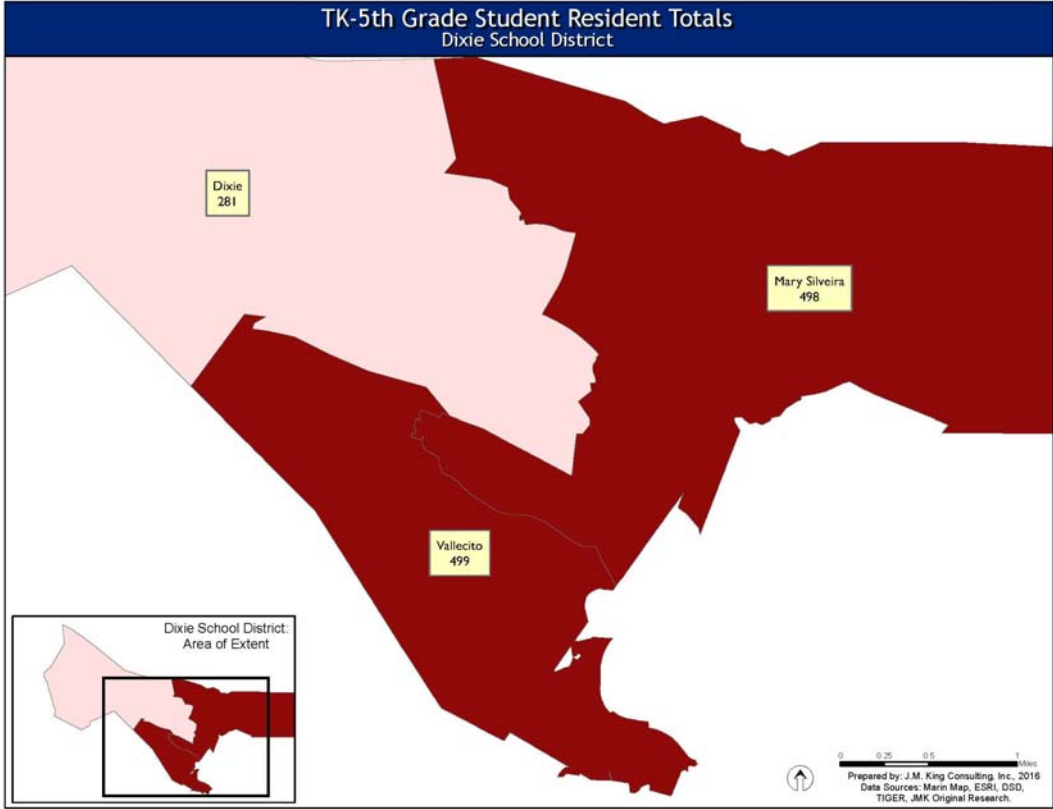 TK-5th Grade Student Resident Totals
Dixie School District
Dixie
281
Mary Silveira
498
Vallecito
499
Dixie School District:
Area of Extent
0 0.25 0.5 1
Miles
Prepared by: J.M. King Consulting, Inc., 2016
Data Sources: Marin Map, ESRI, DSD,
TIGER, JMK Original Research.